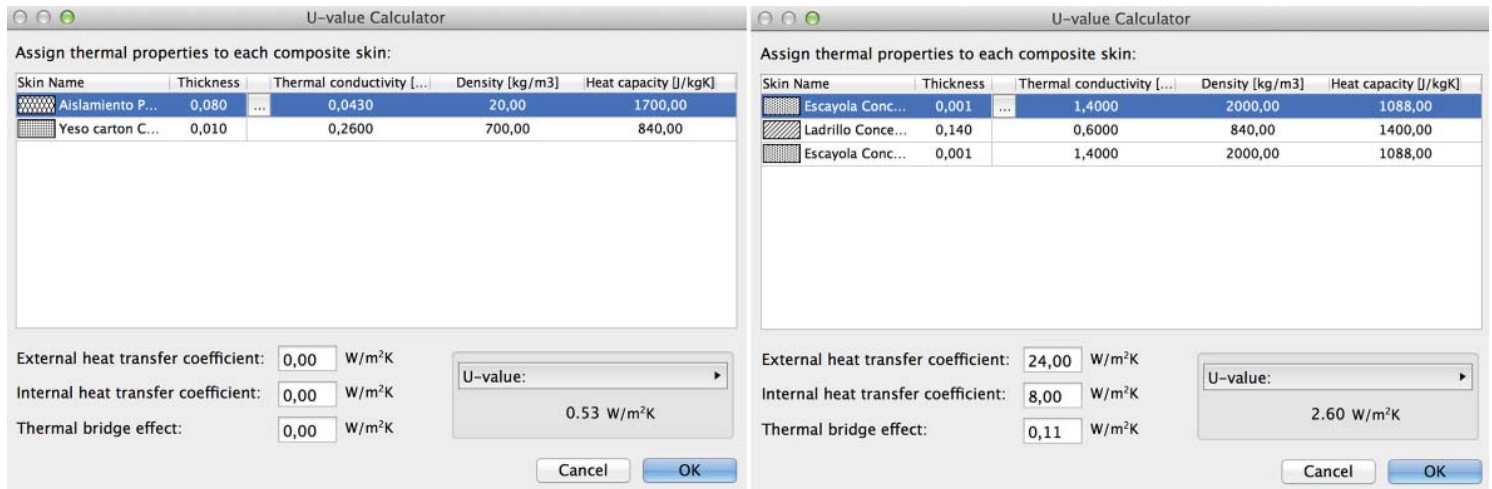 U-value Calculator
Assign thermal properties to each composite skin:
Skin Name Thickness Thermal conductivity [... Density [kg/m3] Heat capacity [J/kgK]
Aislamiento P... 0,080 ... 0,0430 20,00 1700,00
Yeso carton C... 0,010 0,2600 700,00 840,00
External heat transfer coefficient: 0,00 W/m²K
Internal heat transfer coefficient: 0,00 W/m²K
Thermal bridge effect: 0,00 W/m²K
U-value:
0.53 W/m²K
Cancel OK
U-value Calculator
Assign thermal properties to each composite skin:
Skin Name Thickness Thermal conductivity [... Density [kg/m3] Heat capacity [J/kgK]
Escayola Conc... 0,001 ... 1,4000 2000,00 1088,00
Ladrillo Conce... 0,140 0,6000 840,00 1400,00
Escayola Conc... 0,001 1,4000 2000,00 1088,00
External heat transfer coefficient: 24,00 W/m²K
Internal heat transfer coefficient: 8,00 W/m²K
Thermal bridge effect: 0,11 W/m²K
U-value:
2.60 W/m²K
Cancel OK